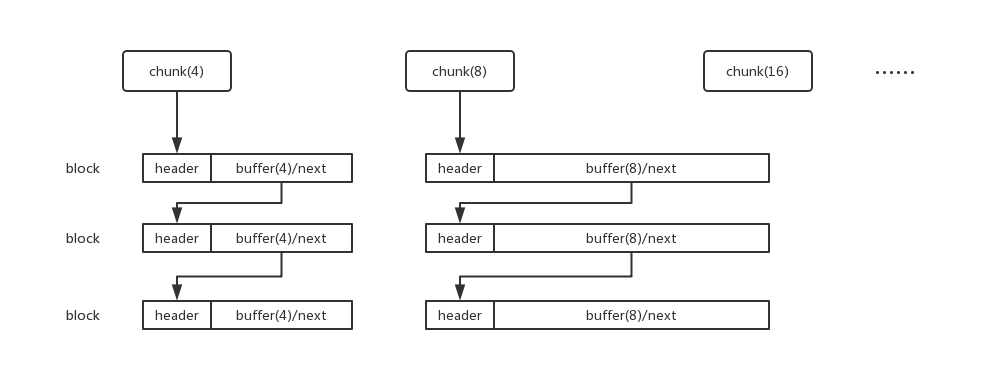 chunk(4) chunk(8) chunk(16) ······
block header buffer(4)/next header buffer(8)/next
block header buffer(4)/next header buffer(8)/next
block header buffer(4)/next header buffer(8)/next